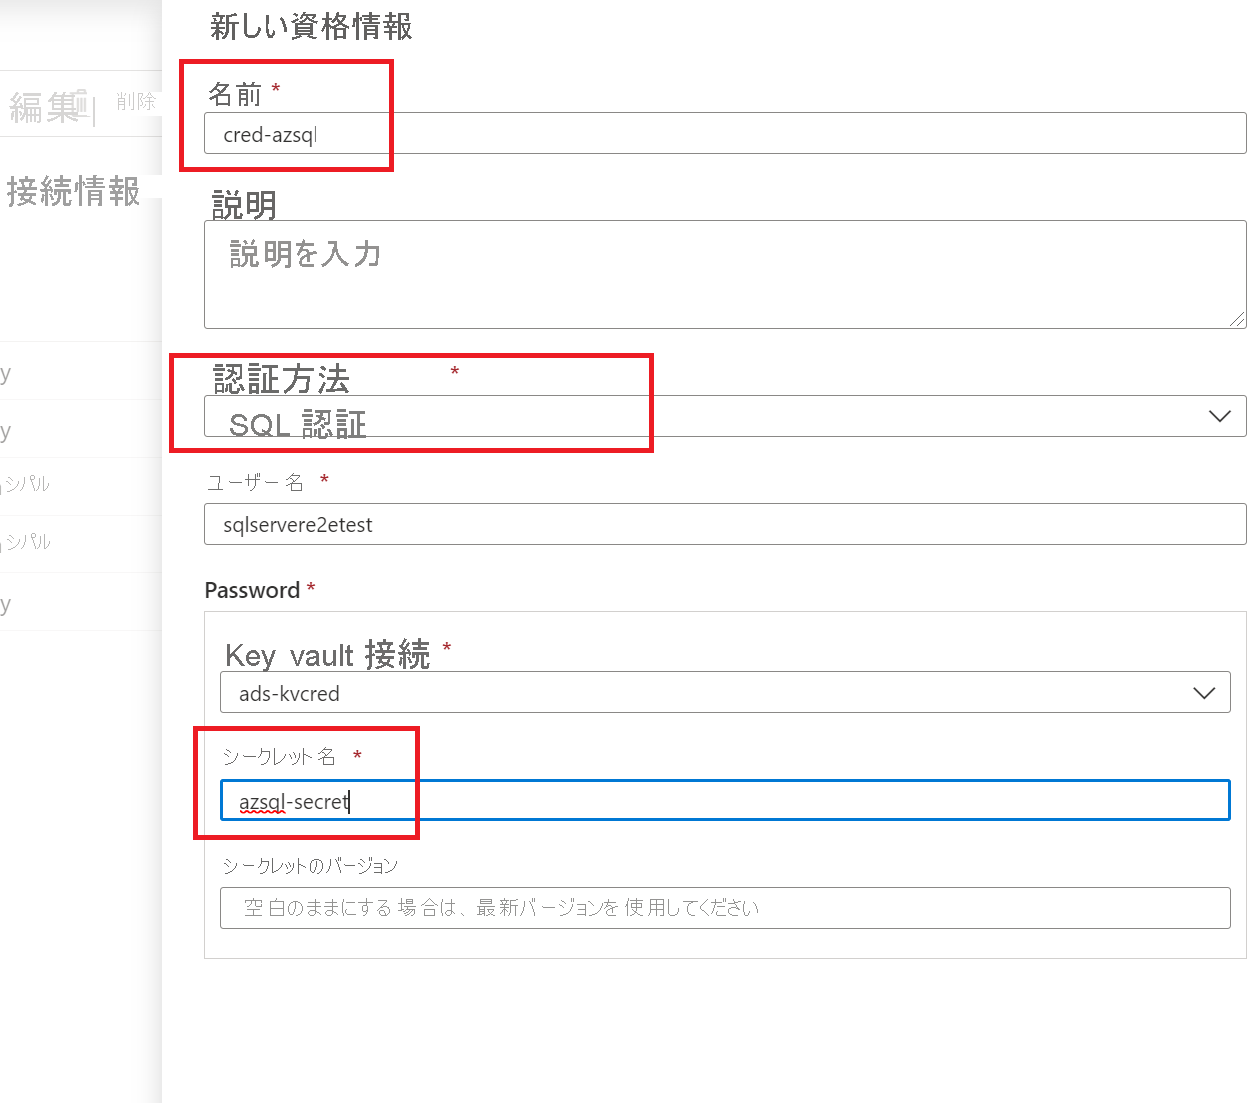 新しい資格情報
名前 *
cred-azsql
編集
削除
接続情報
説明
説明を入力
認証方法 *
SQL 認証
y
y
シパル
シパル
y
ユーザー名 *
sqlservere2etest
Password *
Key vault 接続 *
ads-kvcred
シークレット名 *
azsql-secret
シークレットのバージョン
空白のままにする場合は、最新バージョンを使用してください